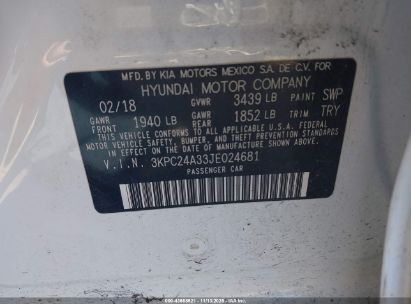 MFD. BY KIA MOTORS MEXICO S.A. DE C.V. FOR
HYUNDAI MOTOR COMPANY
02/18 GVWR 3439 LB PAINT SWP
GAWR FRONT 1940 LB GAWR REAR 1852 LB TRIM TRY
THIS VEHICLE CONFORMS TO ALL APPLICABLE U.S.A. FEDERAL
MOTOR VEHICLE SAFETY, BUMPER, AND THEFT PREVENTION STANDARDS
IN EFFECT ON THE DATE OF MANUFACTURE SHOWN ABOVE.
V.I.N. 3KPC24A33JE024681
PASSENGER CAR